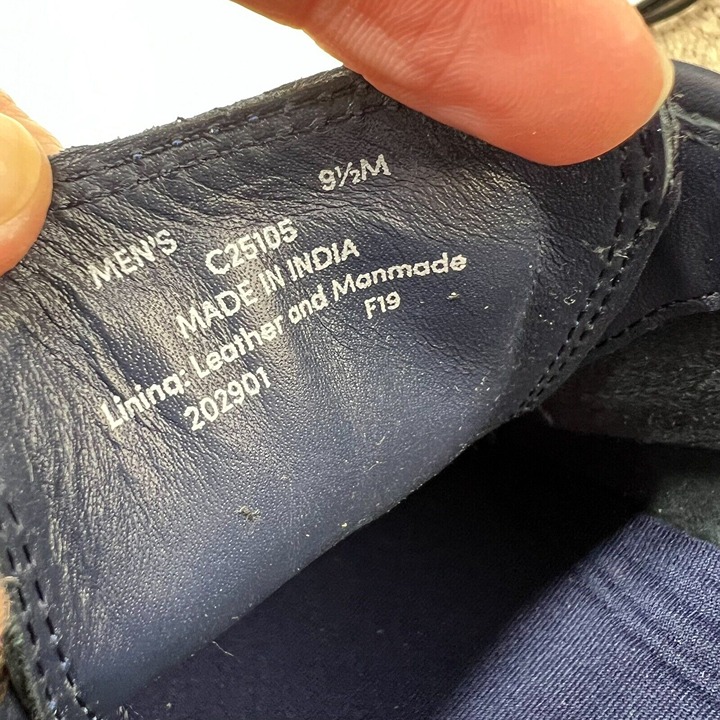 9½M
MEN'S C25105
MADE IN INDIA
Lining: Leather and Manmade
202901 F19